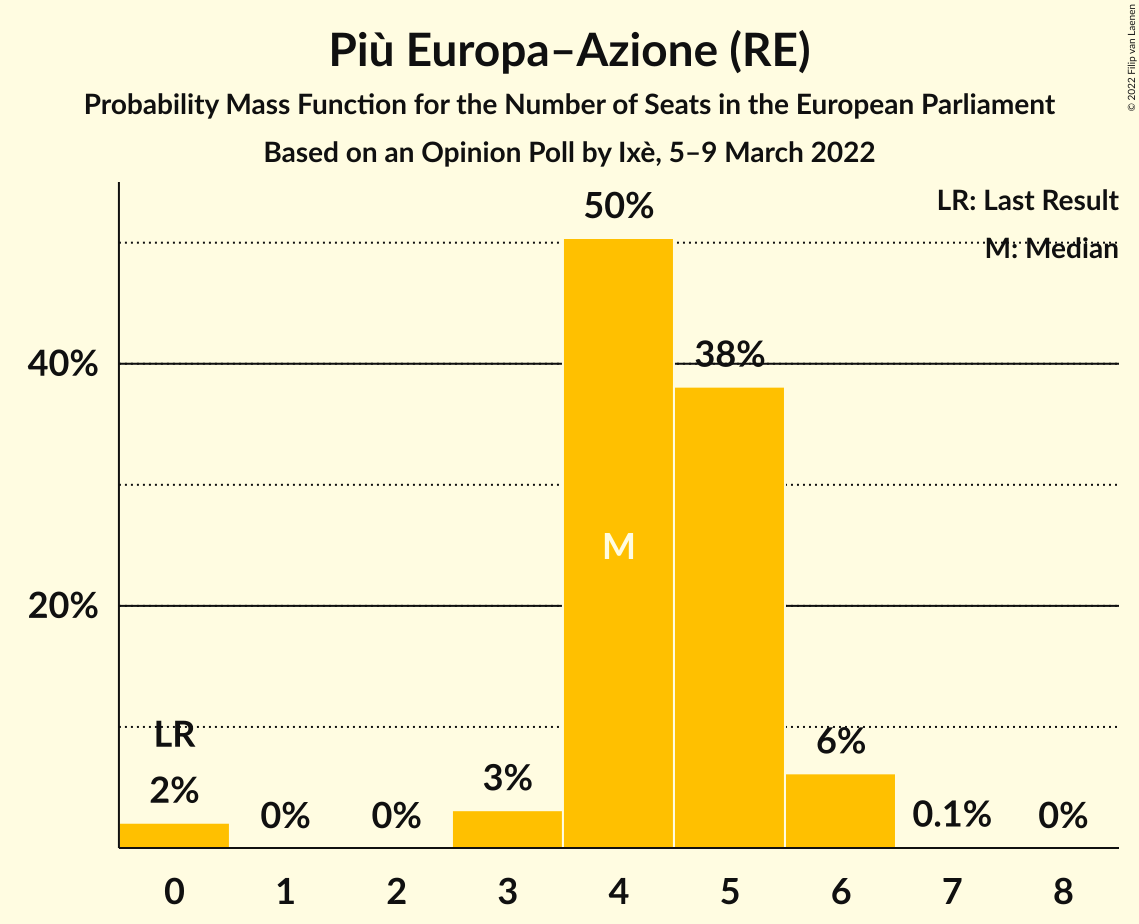 Più Europa–Azione (RE)
Probability Mass Function for the Number of Seats in the European Parliament
Based on an Opinion Poll by Ixè, 5–9 March 2022
© 2022 Filip van Laenen
LR: Last Result
M: Median
50%
38%
40%
M
20%
LR
2%
0%
0%
3%
6%
0.1%
0%
0
1
2
3
4
5
6
7
8